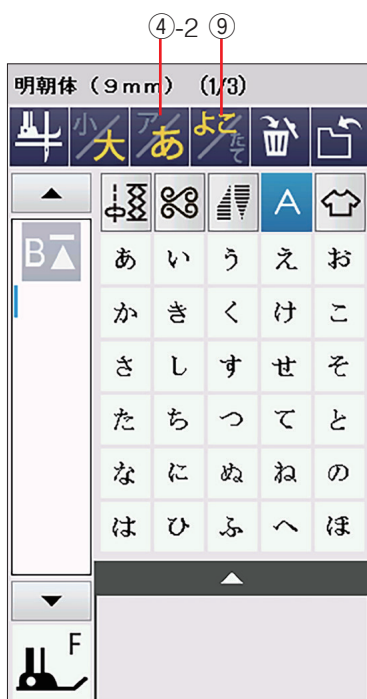 ④-2 ⑨
明朝体（9mm） (1/3)
小/大 ア/あ よこ/たて
A
B
あ い う え お
か き く け こ
さ し す せ そ
た ち つ て と
な に ぬ ね の
は ひ ふ へ ほ
F